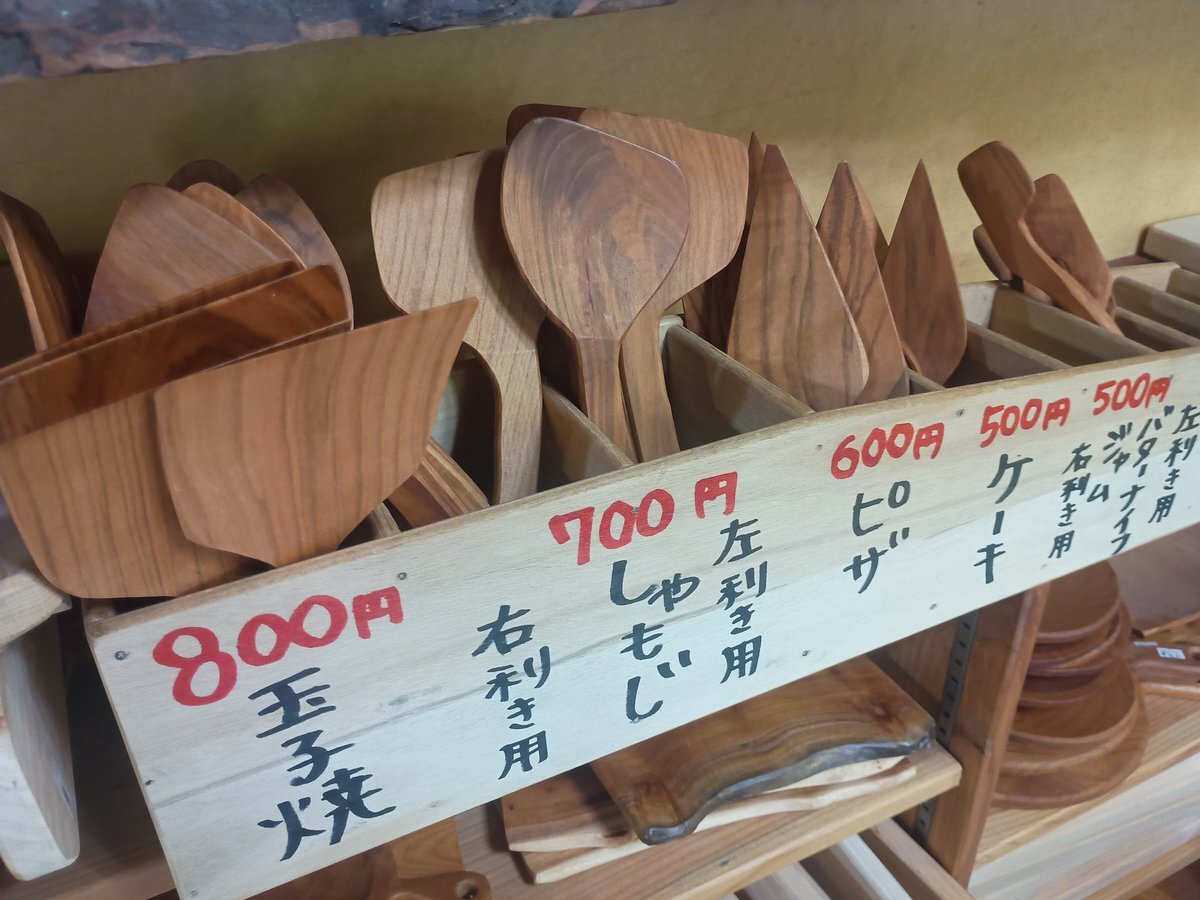 800円
玉子焼
右利き用
700円
しゃもじ
左利き用
600円
ピザ
500円
ケーキ
右利き用
500円
ジャム
バターナイフ
左利き用